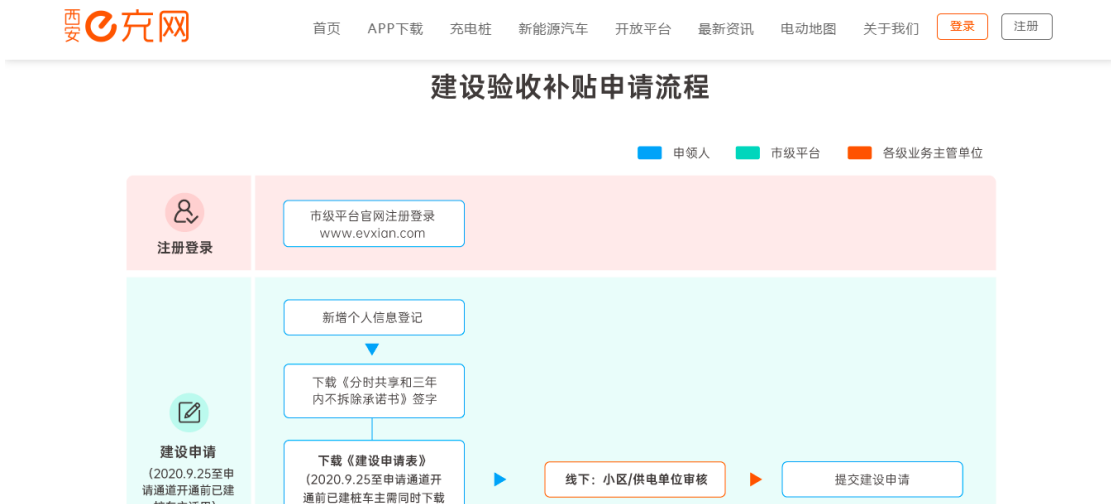 西安e充网
首页 APP下载 充电桩 新能源汽车 开放平台 最新资讯 电动地图 关于我们 登录 注册
建设验收补贴申请流程
申领人 市级平台 各级业务主管单位
注册登录
市级平台官网注册登录
www.evxian.com
新增个人信息登记
下载《分时共享和三年
内不拆除承诺书》签字
建设申请
（2020.9.25至申
请通道开通前已建
下载《建设申请表》
（2020.9.25至申请通道开
通前已建桩车主需同时下载
线下：小区/供电单位审核
提交建设申请